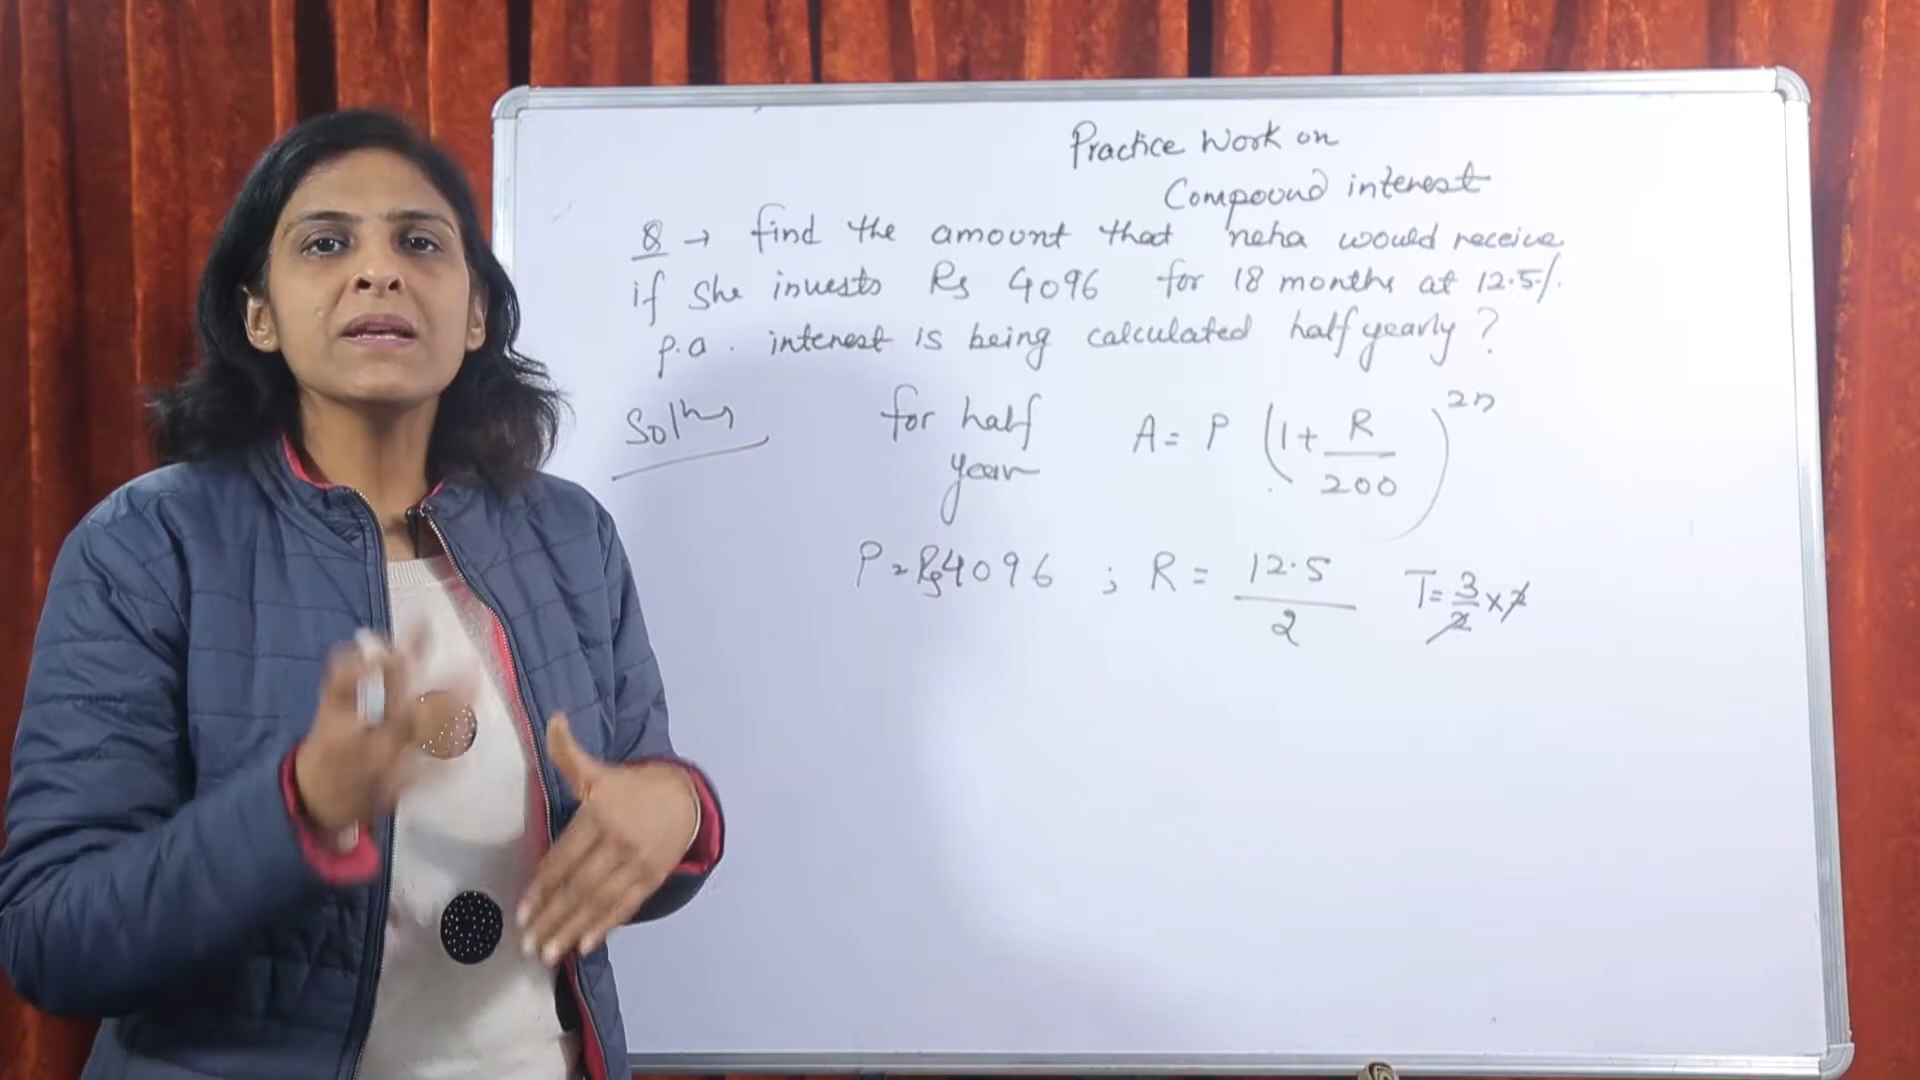 Practice Work on
Compound interest
Q → find the amount that neha would receive
if she invests Rs 4096 for 18 months at 12.5%
p.a. interest is being calculated half yearly ?
Solⁿ
for half
year
A = P (1 + R/200)^2n
P = Rs 4096 ; R = 12.5/2 T = 3/2 × 2